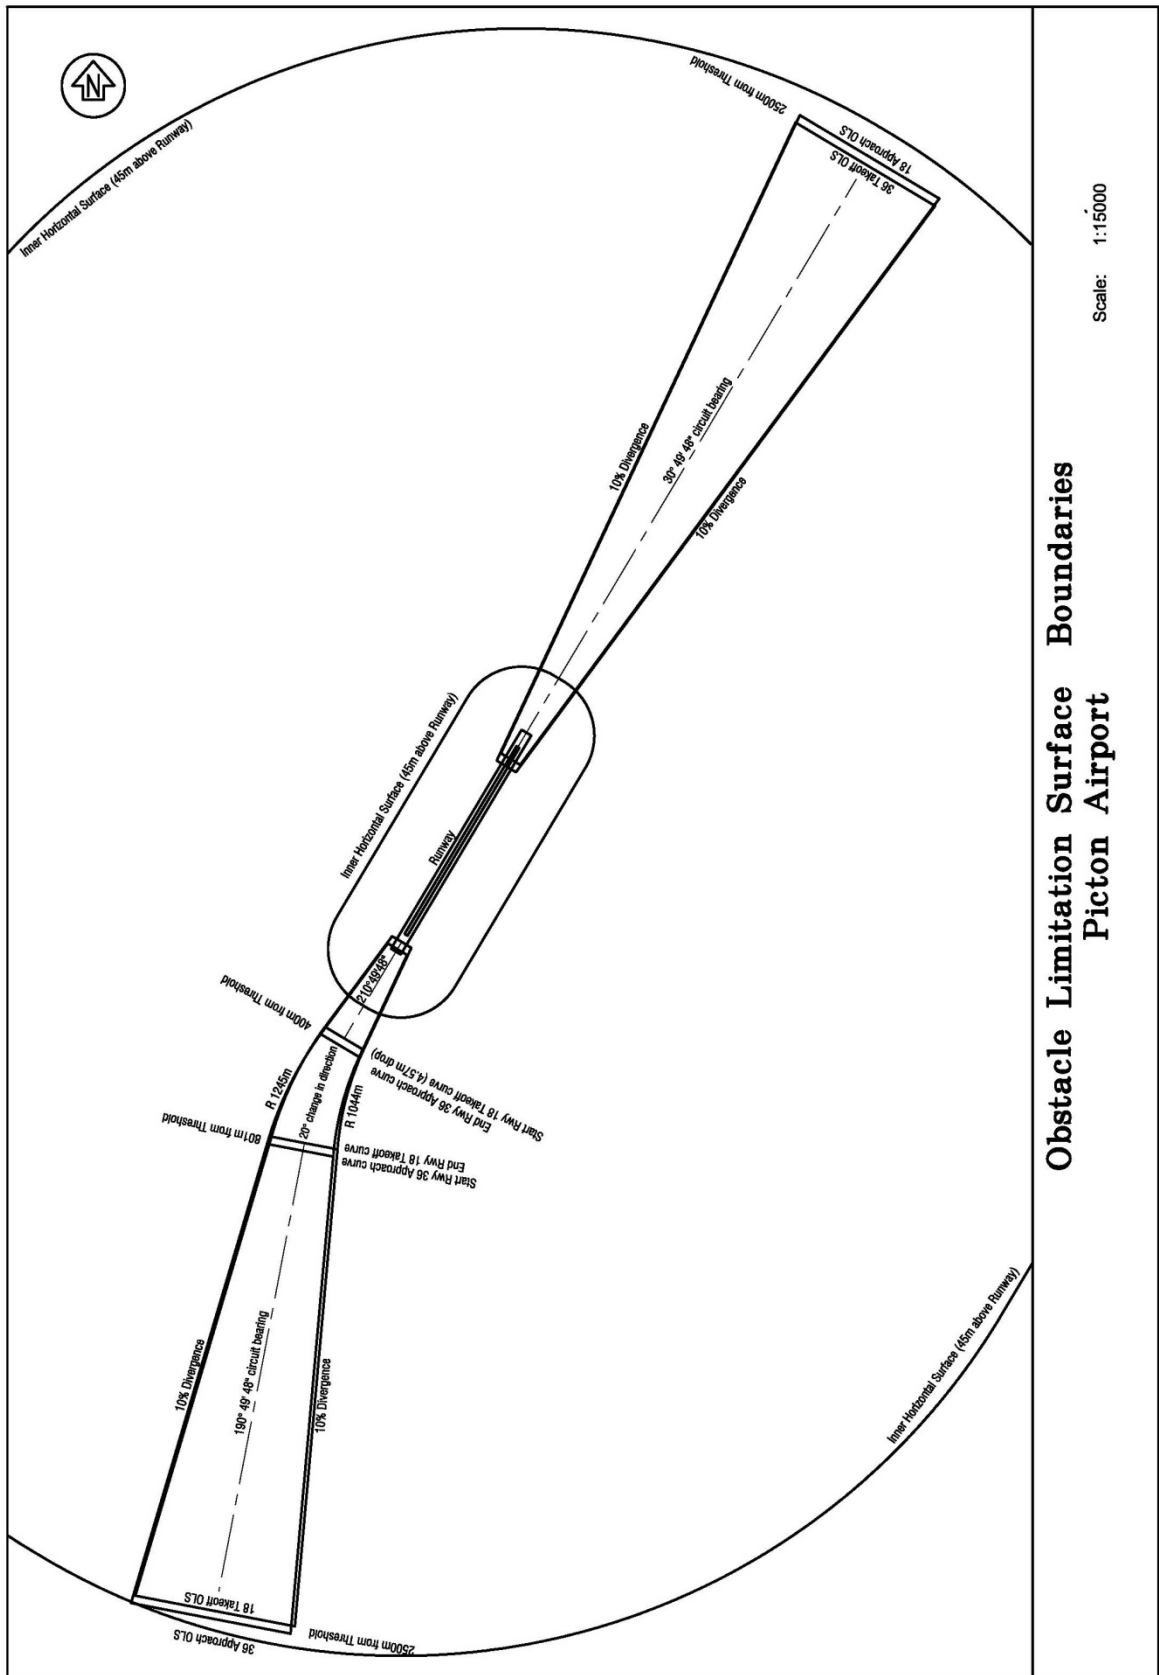 N
Inner Horizontal Surface (45m above Runway)
2500m from Threshold
18 Approach OLS
36 Takeoff OLS
10% Divergence
30° 49' 48" circuit bearing
10% Divergence
Inner Horizontal Surface (45m above Runway)
Runway
210°49'48"
400m from Threshold
Start Rwy 18 Takeoff curve (4.57m drop)
End Rwy 36 Approach curve
R 1245m
20° change in direction
R 1044m
801m from Threshold
End Rwy 18 Takeoff curve
Start Rwy 36 Approach curve
10% Divergence
190° 49' 48" circuit bearing
10% Divergence
18 Takeoff OLS
36 Approach OLS
2500m from Threshold
Inner Horizontal Surface (45m above Runway)
Obstacle Limitation Surface Boundaries
Picton Airport
Scale: 1:15000